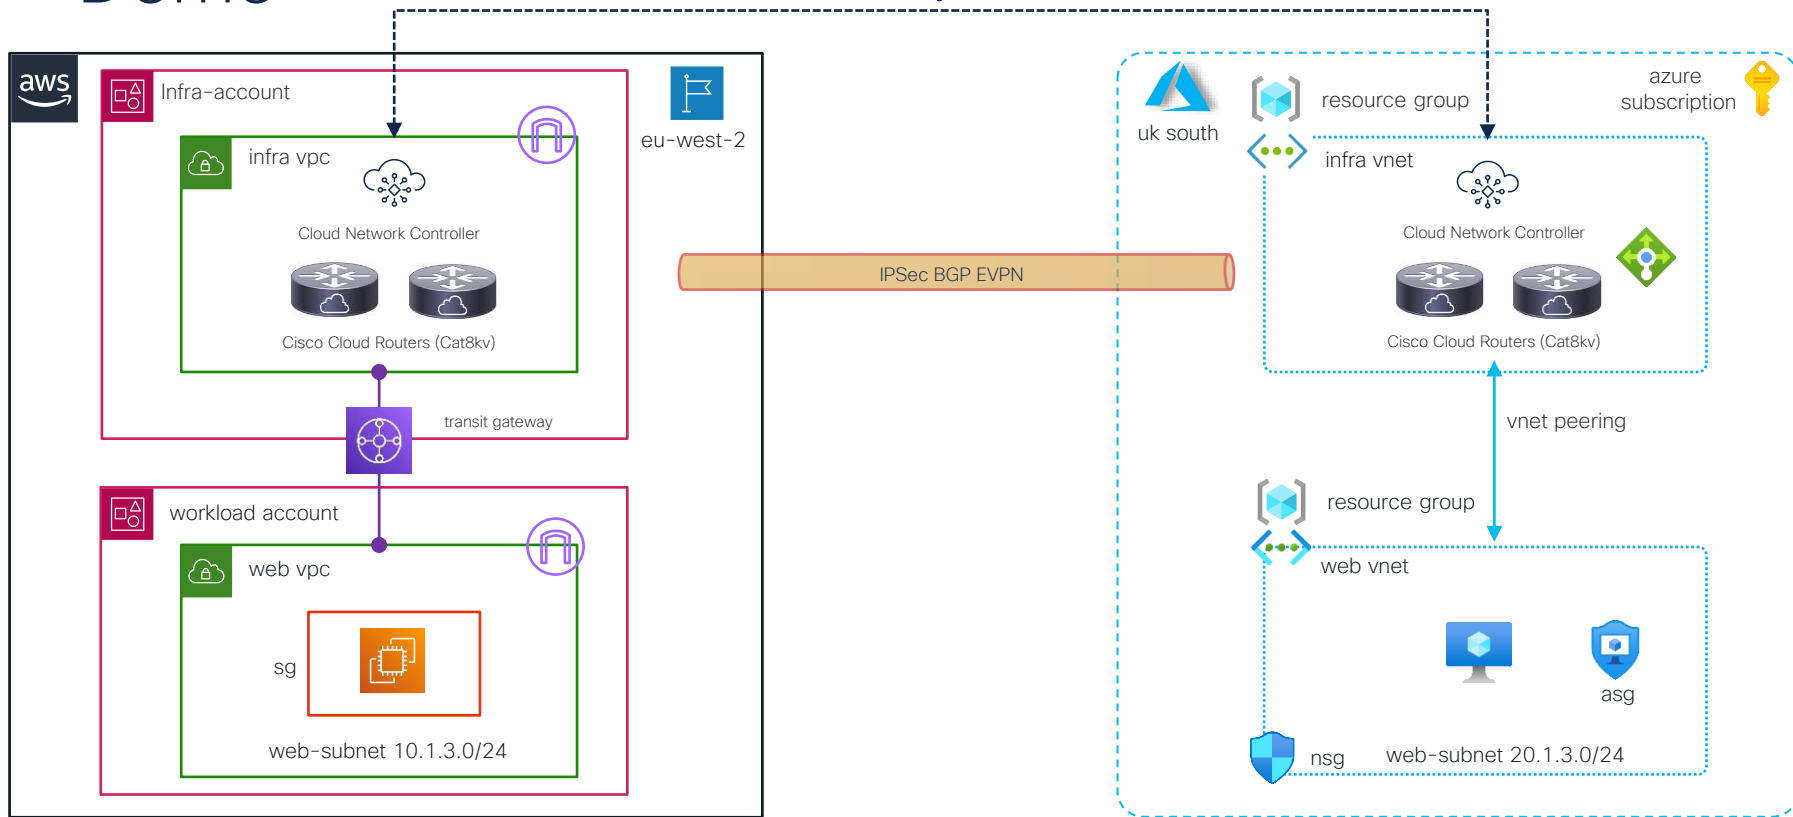 Demo
aws
Infra-account
infra vpc
eu-west-2
Cloud Network Controller
Cisco Cloud Routers (Cat8kv)
transit gateway
workload account
web vpc
sg
web-subnet 10.1.3.0/24
IPSec BGP EVPN
uk south
resource group
azure
subscription
infra vnet
Cloud Network Controller
Cisco Cloud Routers (Cat8kv)
vnet peering
resource group
web vnet
asg
nsg
web-subnet 20.1.3.0/24